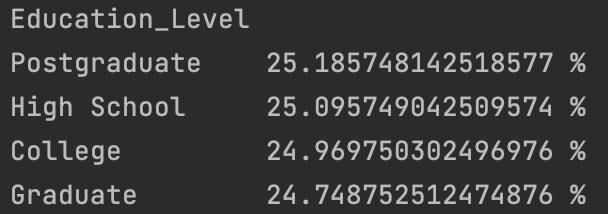 Education_Level
Postgraduate 25.185748142518577 %
High School 25.095749042509574 %
College 24.969750302496976 %
Graduate 24.748752512474876 %